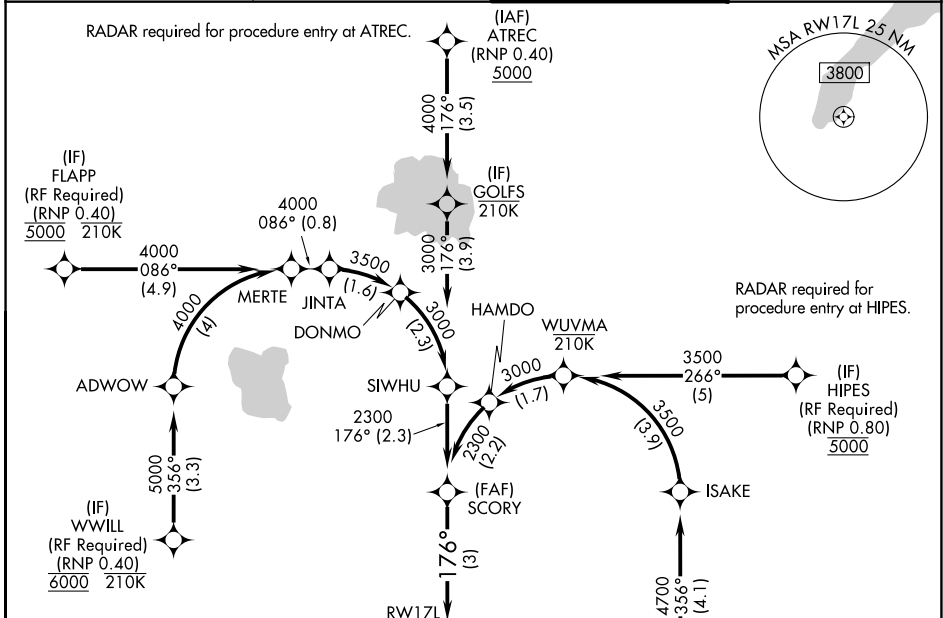 RADAR required for procedure entry at ATREC.
(IAF)
ATREC
(RNP 0.40)
5000
MSA RW17L 25 NM
3800
4000
176°
(3.5)
(IF)
FLAPP
(RF Required)
(RNP 0.40)
5000 210K
4000
086° (0.8)
(IF)
GOLFS
210K
4000
086°
(4.9)
MERTE
JINTA
3500
(1.6)
3000
176°
(3.9)
DONMO
4000
(4)
3000
(2.3)
HAMDO
WUVMA
210K
RADAR required for
procedure entry at HIPES.
ADWOW
SIWHU
3000
(1.7)
3500
266°
(5)
(IF)
HIPES
(RF Required)
(RNP 0.80)
5000
2300
176° (2.3)
2300
(2.2)
3500
(3.9)
5000
356°
(3.3)
(FAF)
SCORY
ISAKE
(IF)
WWILL
(RF Required)
(RNP 0.40)
6000 210K
176°
(3)
4700
356°
(4.1)
RW17L